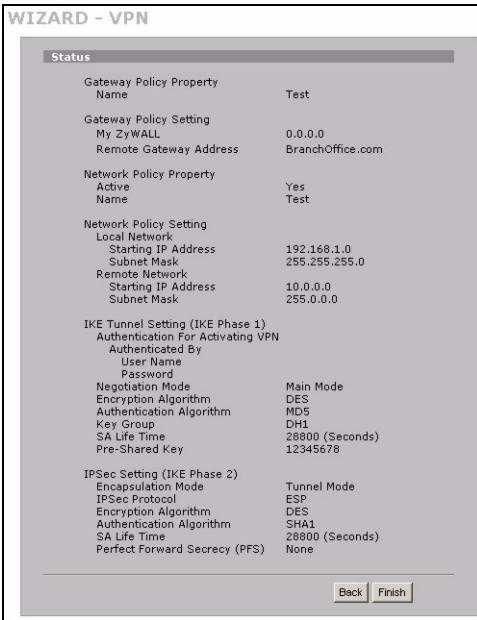 WIZARD - VPN
Status
Gateway Policy Property
Name Test
Gateway Policy Setting
My ZyWALL 0.0.0.0
Remote Gateway Address BranchOffice.com
Network Policy Property
Active Yes
Name Test
Network Policy Setting
Local Network
Starting IP Address 192.168.1.0
Subnet Mask 255.255.255.0
Remote Network
Starting IP Address 10.0.0.0
Subnet Mask 255.0.0.0
IKE Tunnel Setting (IKE Phase 1)
Authentication For Activating VPN
Authenticated By
User Name
Password
Negotiation Mode Main Mode
Encryption Algorithm DES
Authentication Algorithm MD5
Key Group DH1
SA Life Time 28800 (Seconds)
Pre-Shared Key 12345678
IPSec Setting (IKE Phase 2)
Encapsulation Mode Tunnel Mode
IPSec Protocol ESP
Encryption Algorithm DES
Authentication Algorithm SHA1
SA Life Time 28800 (Seconds)
Perfect Forward Secrecy (PFS) None
Back Finish